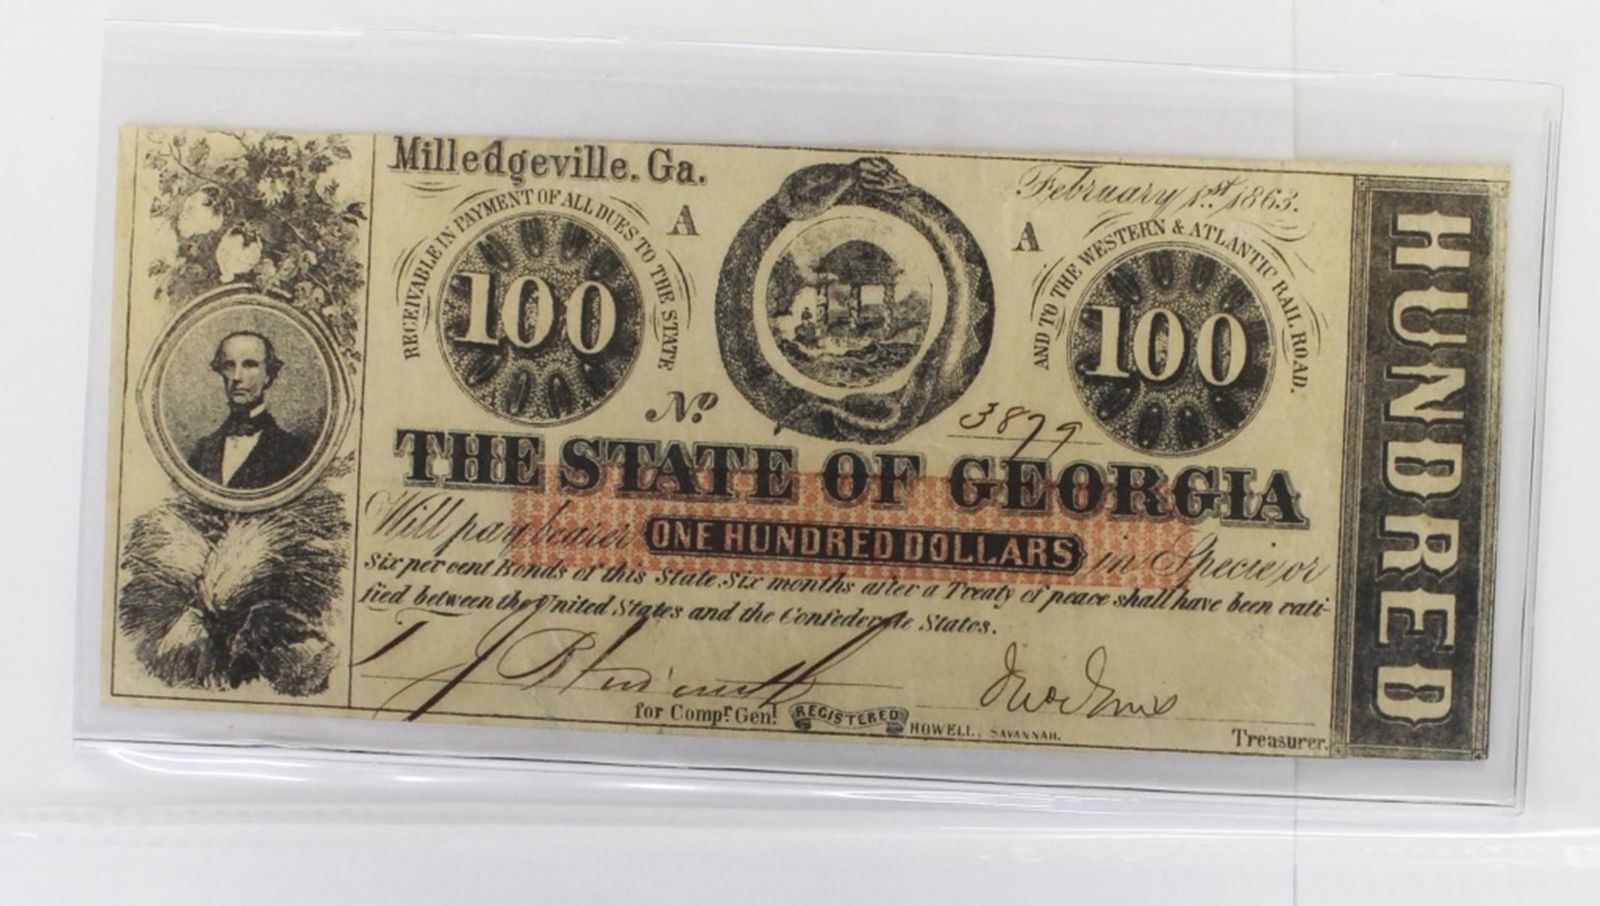 Milledgeville. Ga.
February 1st. 1863.
RECEIVABLE IN PAYMENT OF ALL DUES TO THE STATE
A
A
AND TO THE WESTERN & ATLANTIC RAIL ROAD.
100
100
No.
3879
THE STATE OF GEORGIA
Will pay bearer ONE HUNDRED DOLLARS in Specie, or
Six per cent Bonds of this State, Six months after a Treaty of peace shall have been rati-
fied between the United States and the Confederate States.
for Compr. Genl.
REGISTERED
HOWELL, SAVANNAH.
Treasurer.
HUNDRED